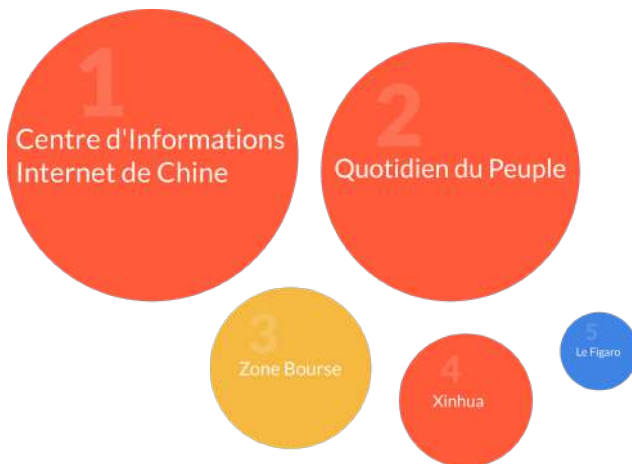 1
Centre d'Informations
Internet de Chine
2
Quotidien du Peuple
3
Zone Bourse
4
Xinhua
5
Le Figaro